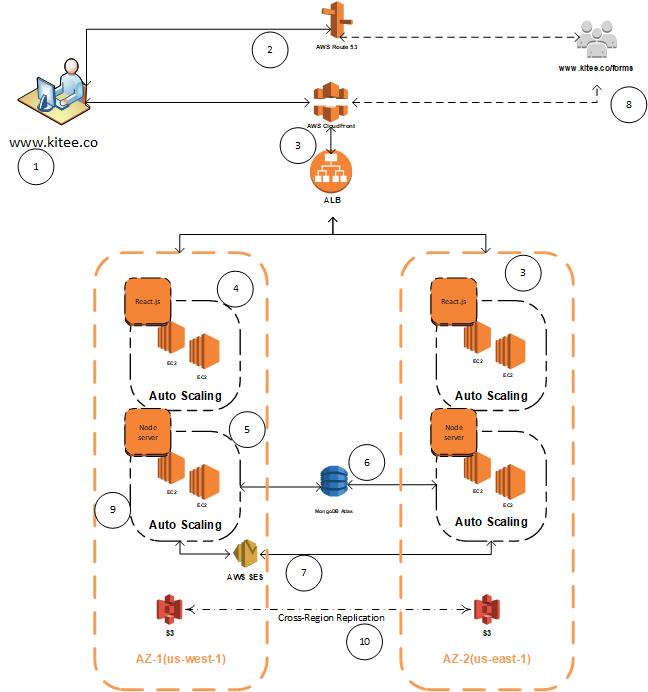 AWS Route 53
2
www.kitee.co/forms
8
AWS CloudFront
www.kitee.co
1
3
ALB
3
4
React.js
EC2
EC2
Auto Scaling
React.js
EC2
EC2
Auto Scaling
Node
server
5
EC2
EC2
9
Auto Scaling
6
MongoDB Atlas
Node
server
EC2
EC2
Auto Scaling
AWS SES
7
S3
Cross-Region Replication
S3
10
AZ-1(us-west-1)
AZ-2(us-east-1)